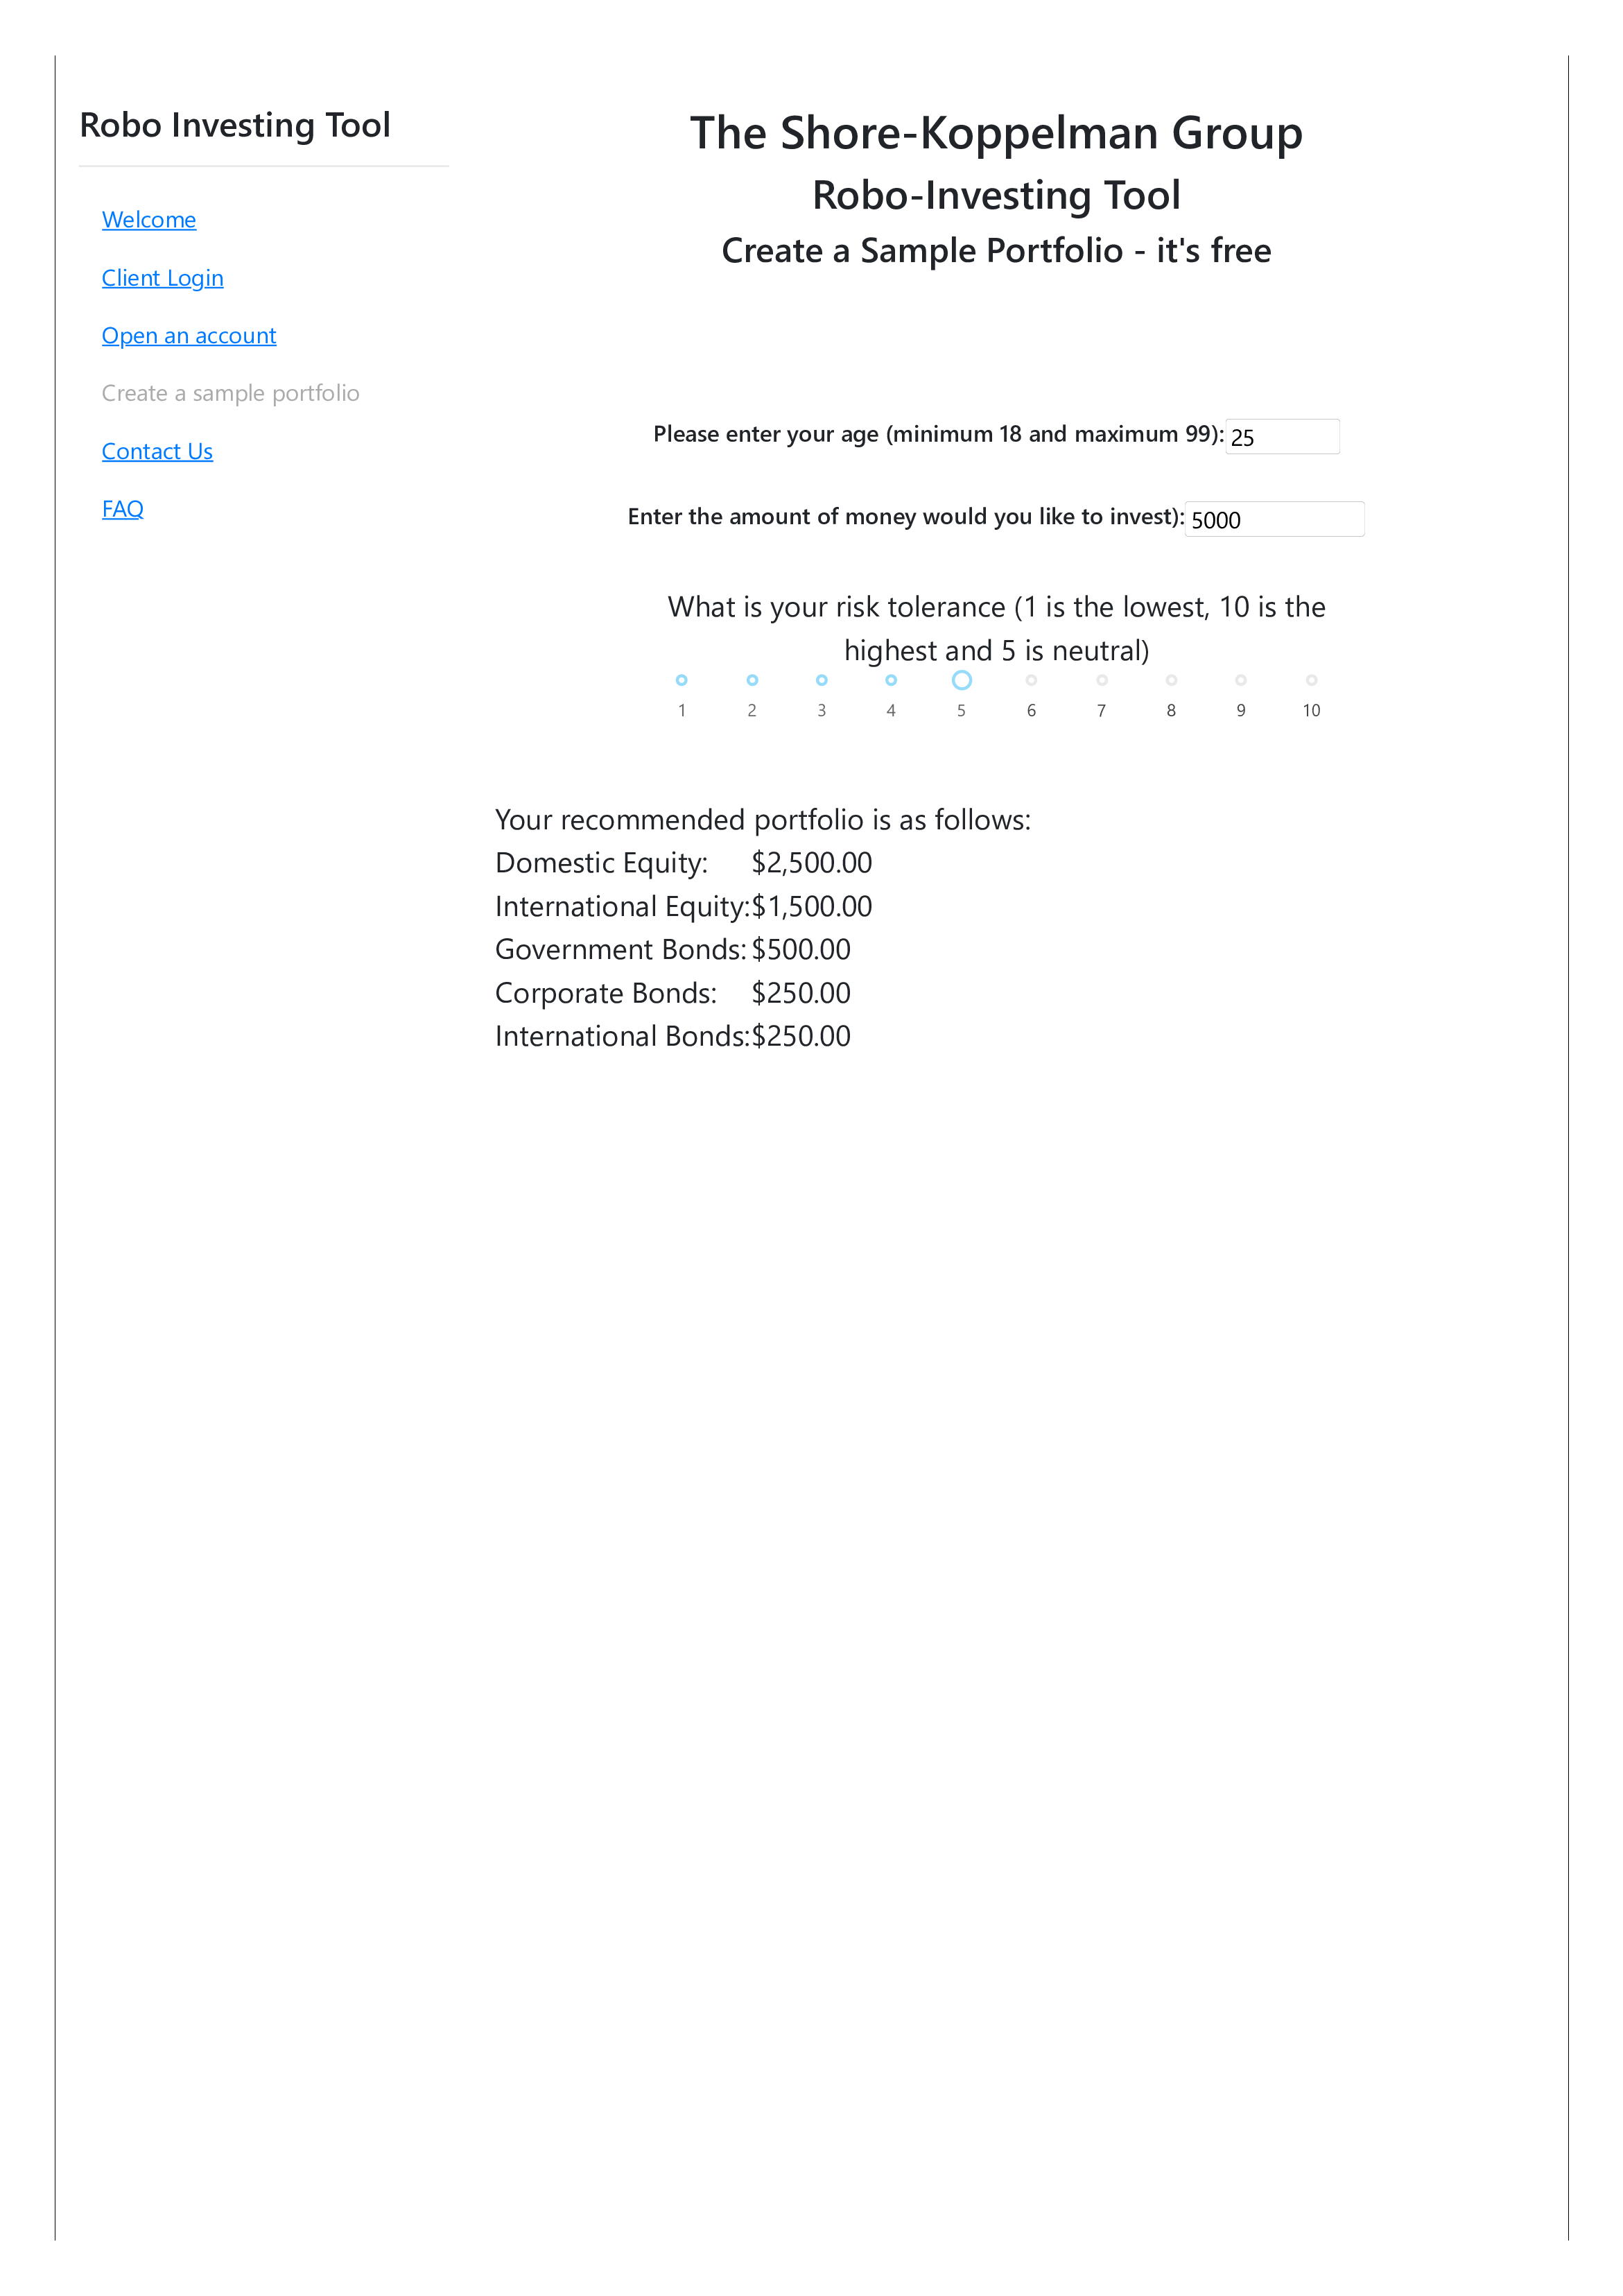 Robo Investing Tool
Welcome
Client Login
Open an account
Create a sample portfolio
Contact Us
FAQ
The Shore-Koppelman Group
Robo-Investing Tool
Create a Sample Portfolio - it's free
Please enter your age (minimum 18 and maximum 99): 25
Enter the amount of money would you like to invest): 5000
What is your risk tolerance (1 is the lowest, 10 is the
highest and 5 is neutral)
1 2 3 4 5 6 7 8 9 10
Your recommended portfolio is as follows:
Domestic Equity: $2,500.00
International Equity: $1,500.00
Government Bonds: $500.00
Corporate Bonds: $250.00
International Bonds: $250.00